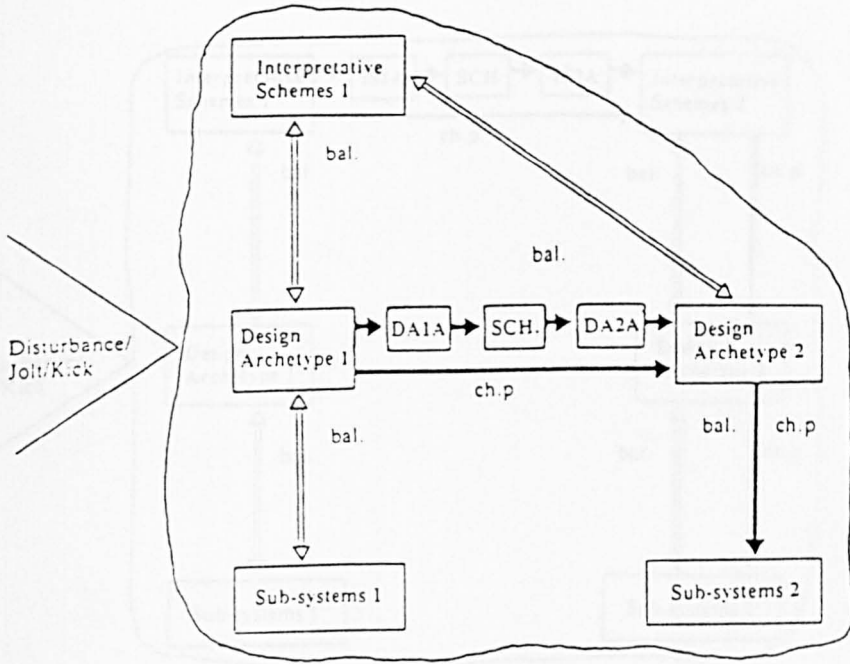 Interpretative
Schemes 1
bal.
bal.
Disturbance/
Jolt/Kick
Design
Archetype 1
DA1A
SCH.
DA2A
Design
Archetype 2
ch.p
bal.
bal.
ch.p
Sub-systems 1
Sub-systems 2